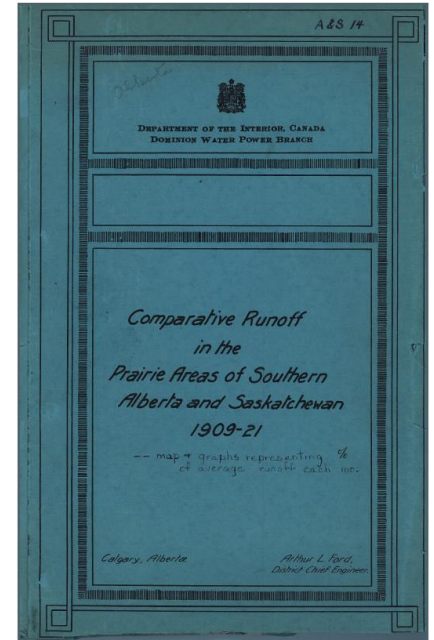 A&S 14
Alberta
DEPARTMENT OF THE INTERIOR, CANADA
DOMINION WATER POWER BRANCH
Comparative Runoff
in the
Prairie Areas of Southern
Alberta and Saskatchewan
1909-21
-- map & graphs representing %
of average runoff each mo.
Calgary, Alberta
Arthur L. Ford,
District Chief Engineer.